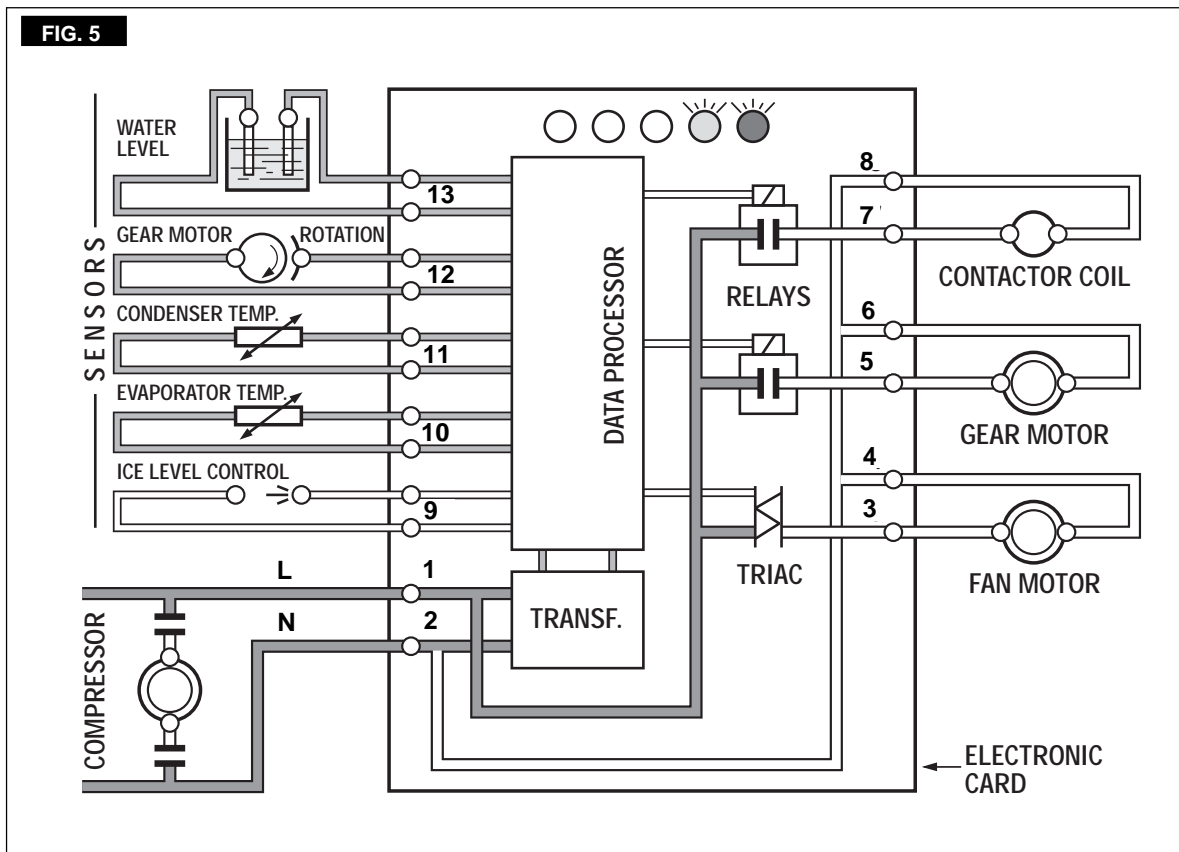 FIG. 5
WATER
LEVEL
13
GEAR MOTOR
ROTATION
12
CONDENSER TEMP.
11
EVAPORATOR TEMP.
10
ICE LEVEL CONTROL
9
SENSORS
L
1
N
2
COMPRESSOR
DATA PROCESSOR
TRANSF.
RELAYS
TRIAC
8
7
CONTACTOR COIL
6
5
GEAR MOTOR
4
3
FAN MOTOR
ELECTRONIC
CARD